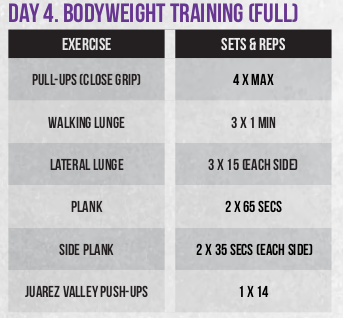 DAY 4. BODYWEIGHT TRAINING (FULL)
EXERCISE SETS & REPS
PULL-UPS (CLOSE GRIP) 4 X MAX
WALKING LUNGE 3 X 1 MIN
LATERAL LUNGE 3 X 15 (EACH SIDE)
PLANK 2 X 65 SECS
SIDE PLANK 2 X 35 SECS (EACH SIDE)
JUAREZ VALLEY PUSH-UPS 1 X 14